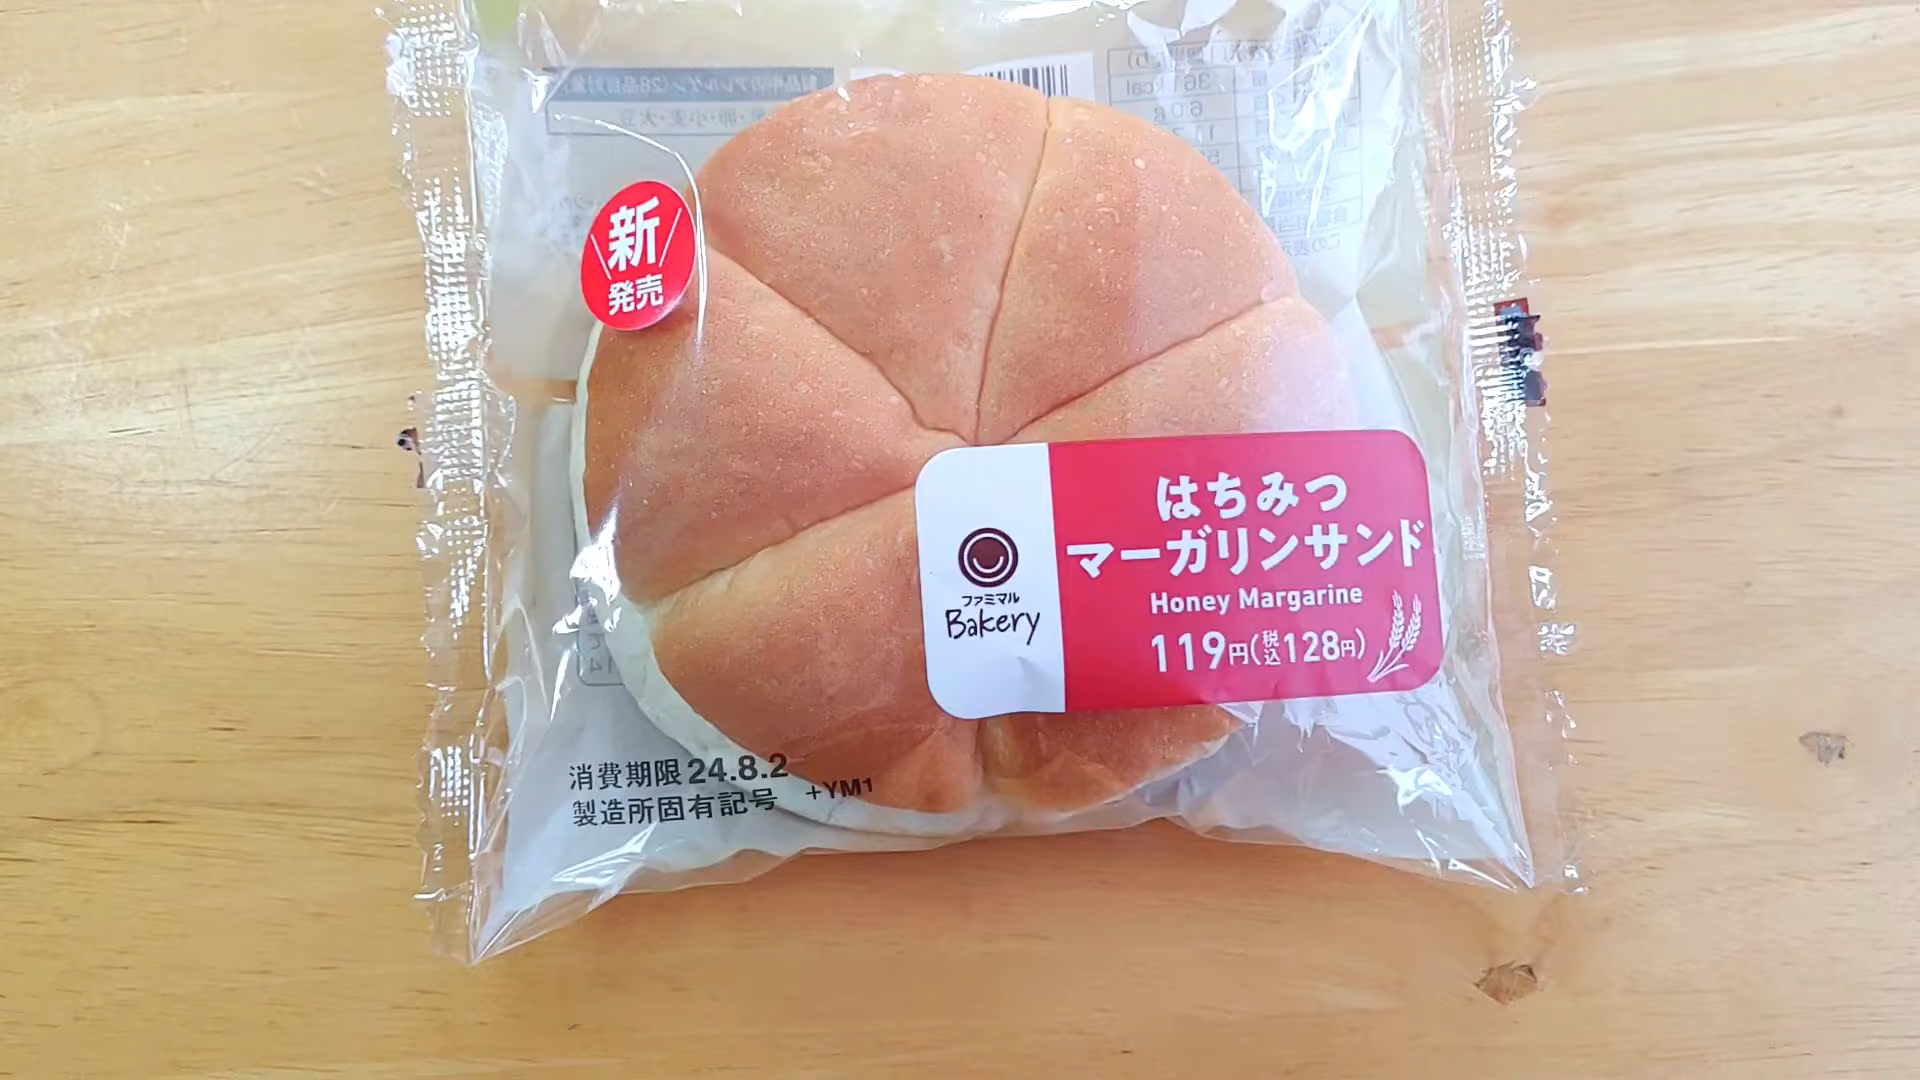 新
発売
はちみつ
マーガリンサンド
Honey Margarine
119円(税込128円)
ファミマル
Bakery
消費期限 24.8.2
製造所固有記号 +YM1